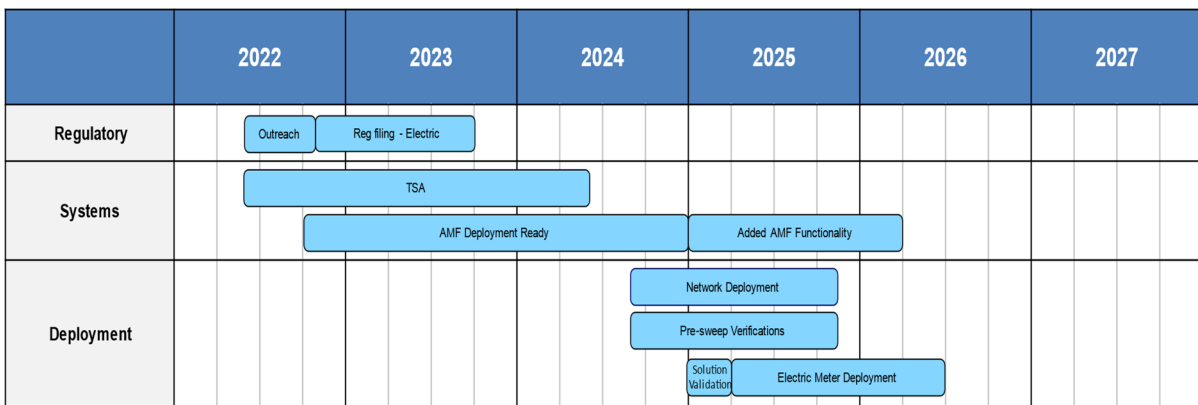 2022 2023 2024 2025 2026 2027
Regulatory
Outreach
Reg filing - Electric
Systems
TSA
AMF Deployment Ready
Added AMF Functionality
Deployment
Network Deployment
Pre-sweep Verifications
Solution
Validation
Electric Meter Deployment